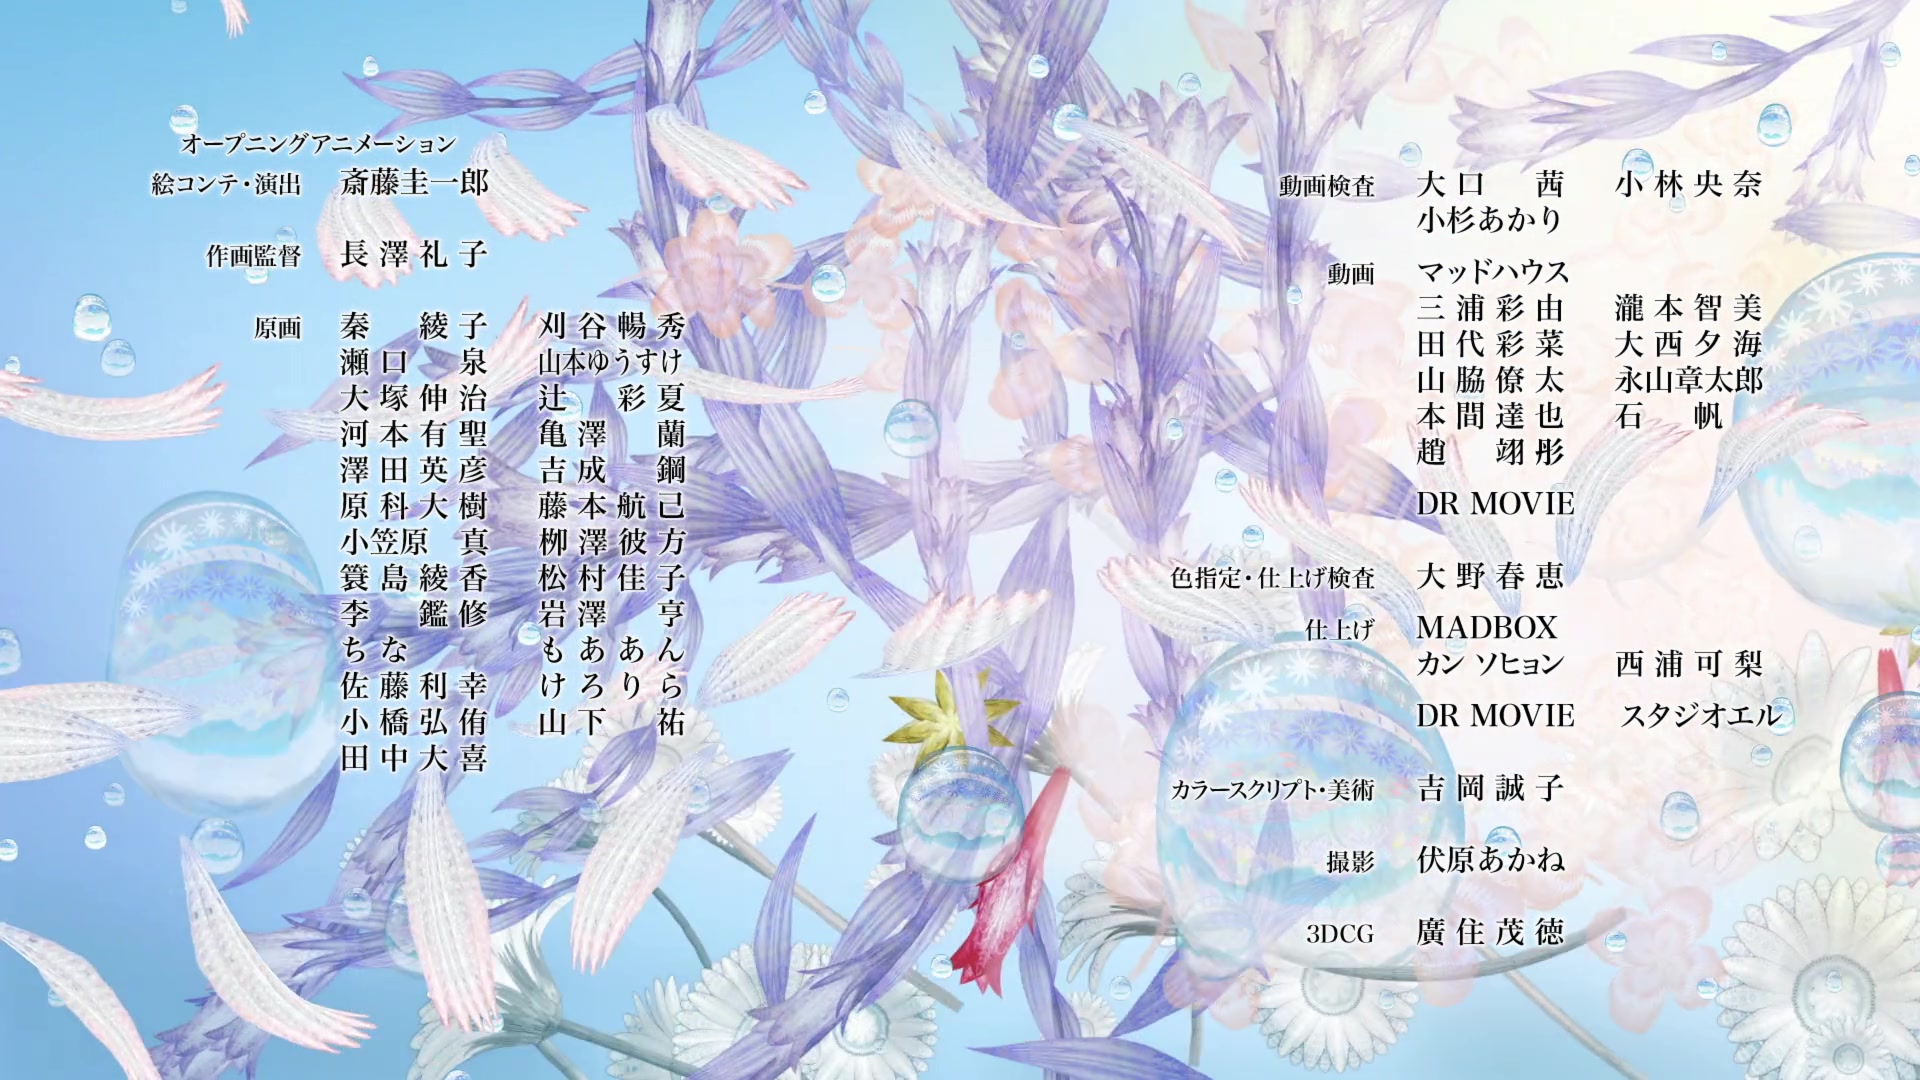 オープニングアニメーション
絵コンテ・演出 斎藤圭一郎
作画監督 長澤礼子
原画 秦綾子 刈谷暢秀
瀬口泉 山本ゆうすけ
大塚伸治 辻彩夏
河本有聖 亀澤蘭
澤田英彦 吉成鋼
原科大樹 藤本航己
小笠原真 栁澤彼方
簑島綾香 松村佳子
李鑑修 岩澤亨
ちな もああん
佐藤利幸 けろりら
小橋弘侑 山下祐
田中大喜
動画検査 大口茜 小林央奈
小杉あかり
動画 マッドハウス
三浦彩由 瀧本智美
田代彩菜 大西夕海
山脇僚太 永山章太郎
本間達也 石帆
趙翊彤
DR MOVIE
色指定・仕上げ検査 大野春恵
仕上げ MADBOX
カン ソヒョン 西浦可梨
DR MOVIE スタジオエル
カラースクリプト・美術 吉岡誠子
撮影 伏原あかね
3DCG 廣住茂徳